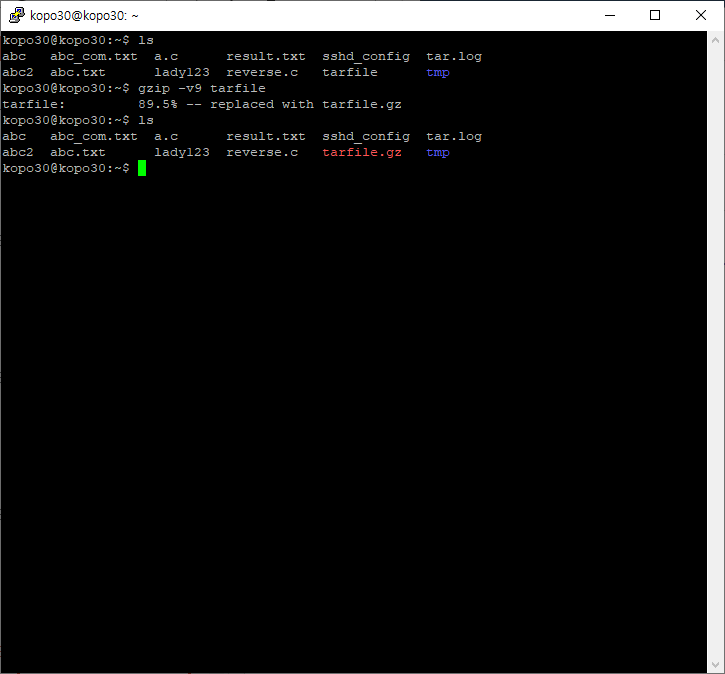 kopo30@kopo30: ~
kopo30@kopo30:~$ ls
abc   abc_com.txt  a.c      result.txt  sshd_config  tar.log
abc2  abc.txt      lady123  reverse.c   tarfile      tmp
kopo30@kopo30:~$ gzip -v9 tarfile
tarfile:         89.5% -- replaced with tarfile.gz
kopo30@kopo30:~$ ls
abc   abc_com.txt  a.c      result.txt  sshd_config  tar.log
abc2  abc.txt      lady123  reverse.c   tarfile.gz   tmp
kopo30@kopo30:~$